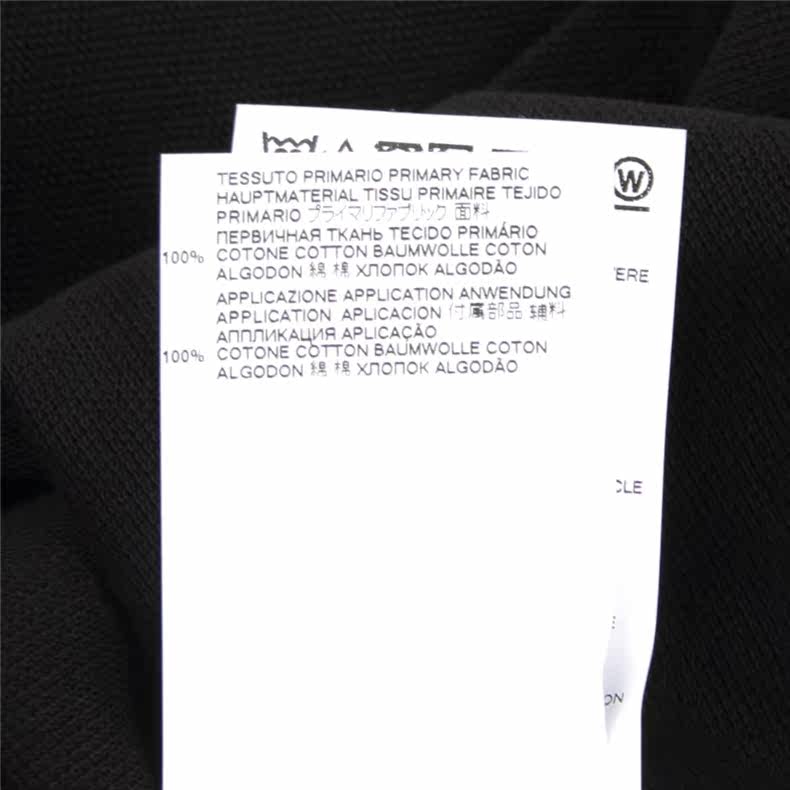 TESSUTO PRIMARIO PRIMARY FABRIC
HAUPTMATERIAL TISSU PRIMAIRE TEJIDO
PRIMARIO プライマリファブリック 面料
ПЕРВИЧНАЯ ТКАНЬ TECIDO PRIMÁRIO
100% COTONE COTTON BAUMWOLLE COTON
ALGODON 綿 棉 ХЛОПОК ALGODÃO
APPLICAZIONE APPLICATION ANWENDUNG
APPLICATION APLICACION 付属部品 辅料
АППЛИКАЦИЯ APLICAÇÃO
100% COTONE COTTON BAUMWOLLE COTON
ALGODON 綿 棉 ХЛОПОК ALGODÃO
W